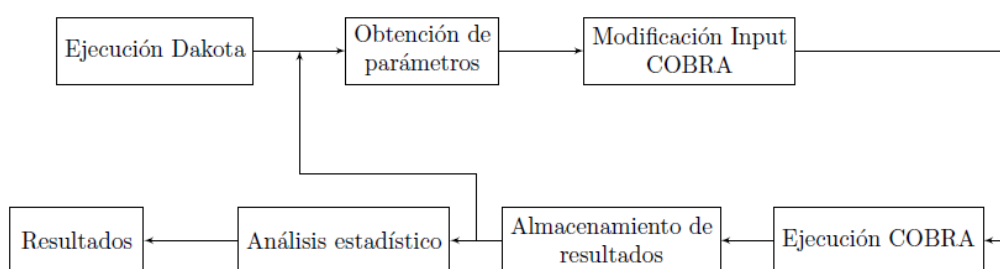 Ejecución Dakota
Obtención de
parámetros
Modificación Input
COBRA
Resultados
Análisis estadístico
Almacenamiento de
resultados
Ejecución COBRA